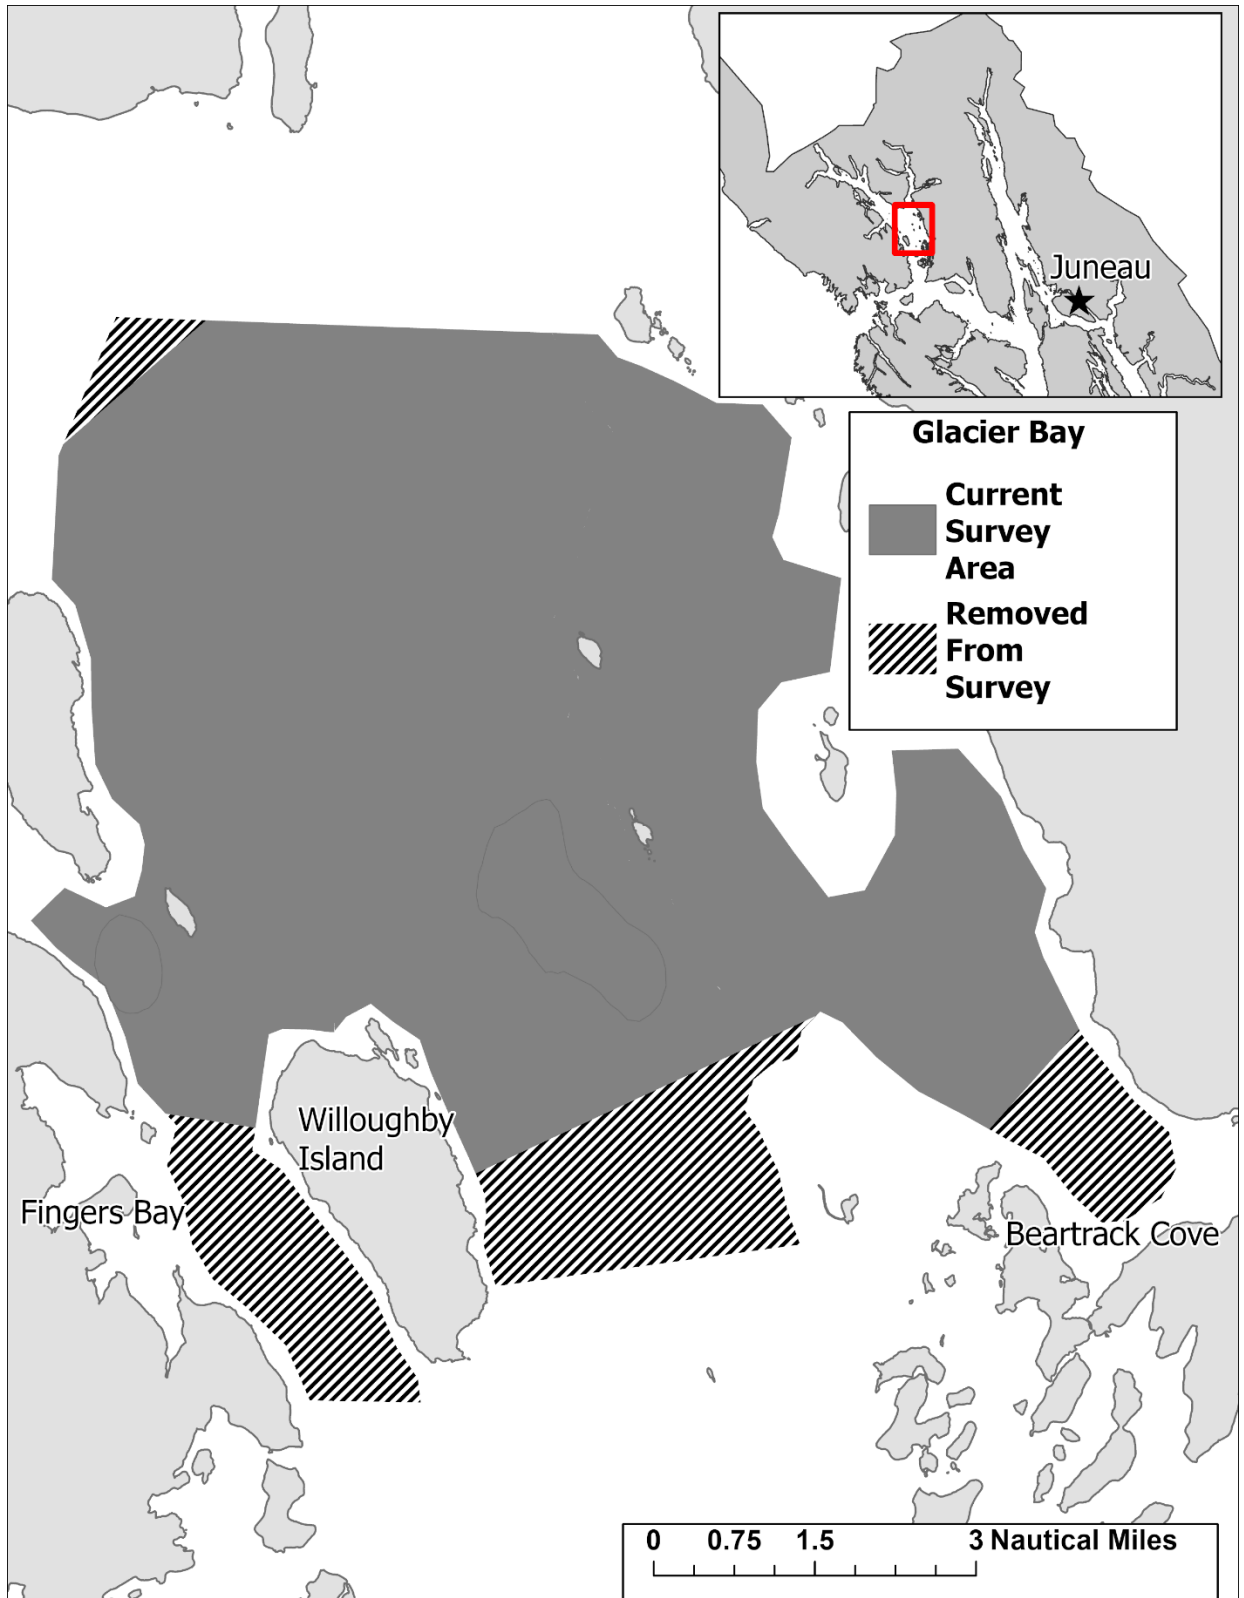 Juneau
Glacier Bay
Current
Survey
Area
Removed
From
Survey
Willoughby
Island
Fingers Bay
Beartrack Cove
0 0.75 1.5 3 Nautical Miles